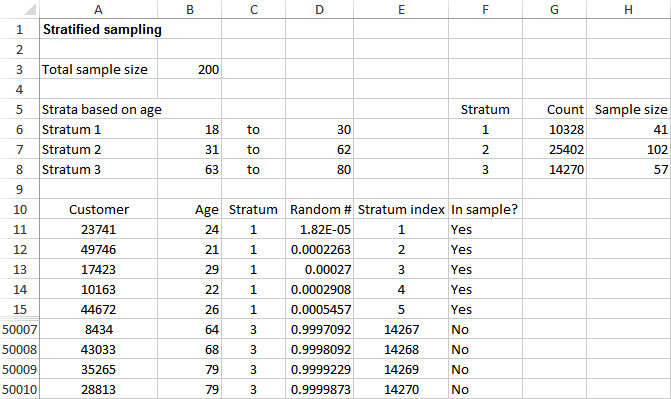 A B C D E F G H
1 Stratified sampling
2
3 Total sample size 200
4
5 Strata based on age Stratum Count Sample size
6 Stratum 1 18 to 30 1 10328 41
7 Stratum 2 31 to 62 2 25402 102
8 Stratum 3 63 to 80 3 14270 57
9
10 Customer Age Stratum Random # Stratum index In sample?
11 23741 24 1 1.82E-05 1 Yes
12 49746 21 1 0.0002263 2 Yes
13 17423 29 1 0.00027 3 Yes
14 10163 22 1 0.0002908 4 Yes
15 44672 26 1 0.0005457 5 Yes
50007 8434 64 3 0.9997092 14267 No
50008 43033 68 3 0.9998092 14268 No
50009 35265 79 3 0.9999229 14269 No
50010 28813 79 3 0.9999873 14270 No